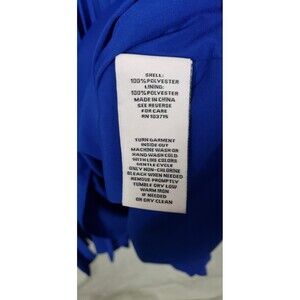 SHELL:
100% POLYESTER
LINING:
100% POLYESTER
MADE IN CHINA
SEE REVERSE
FOR CARE
RN 103775
TURN GARMENT
INSIDE OUT
MACHINE WASH OR
HAND WASH COLD
WITH LIKE COLORS
GENTLE CYCLE
ONLY NON-CHLORINE
BLEACH WHEN NEEDED
REMOVE PROMPTLY
TUMBLE DRY LOW
WARM IRON
IF NEEDED
OR DRY CLEAN